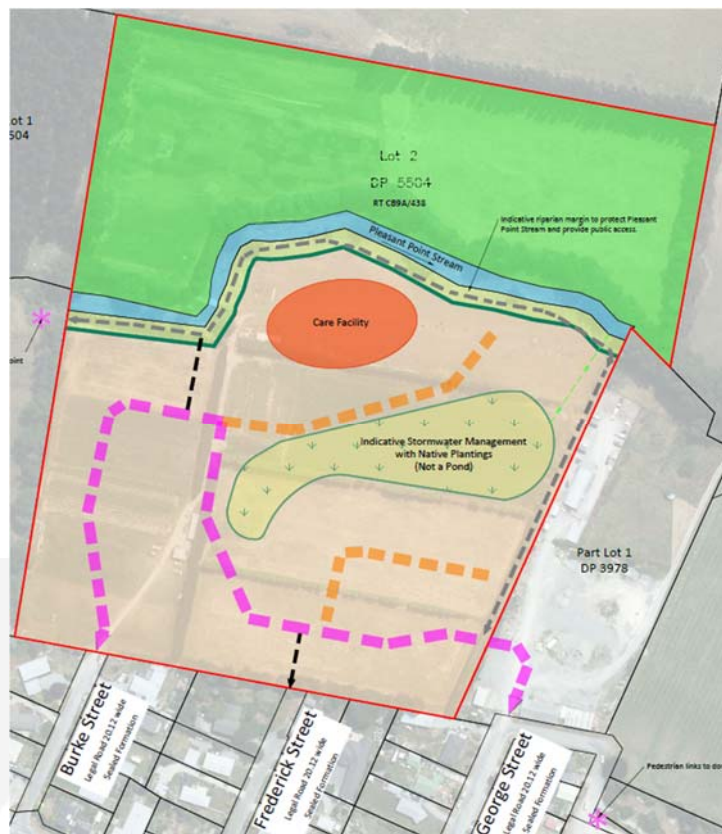 ot 1
504
Lot 2
DP 5504
RT CB9A/438
Indicative riparian margin to protect Pleasant
Point Stream and provide public access.
Pleasant Point Stream
Care Facility
oint
Indicative Stormwater Management
with Native Plantings
(Not a Pond)
Part Lot 1
DP 3978
Burke Street
Legal Road 20.12 wide
Sealed Formation
Frederick Street
Legal Road 20.12 wide
Sealed Formation
George Street
Legal Road 20.12 wide
Sealed Formation
Pedestrian links to do